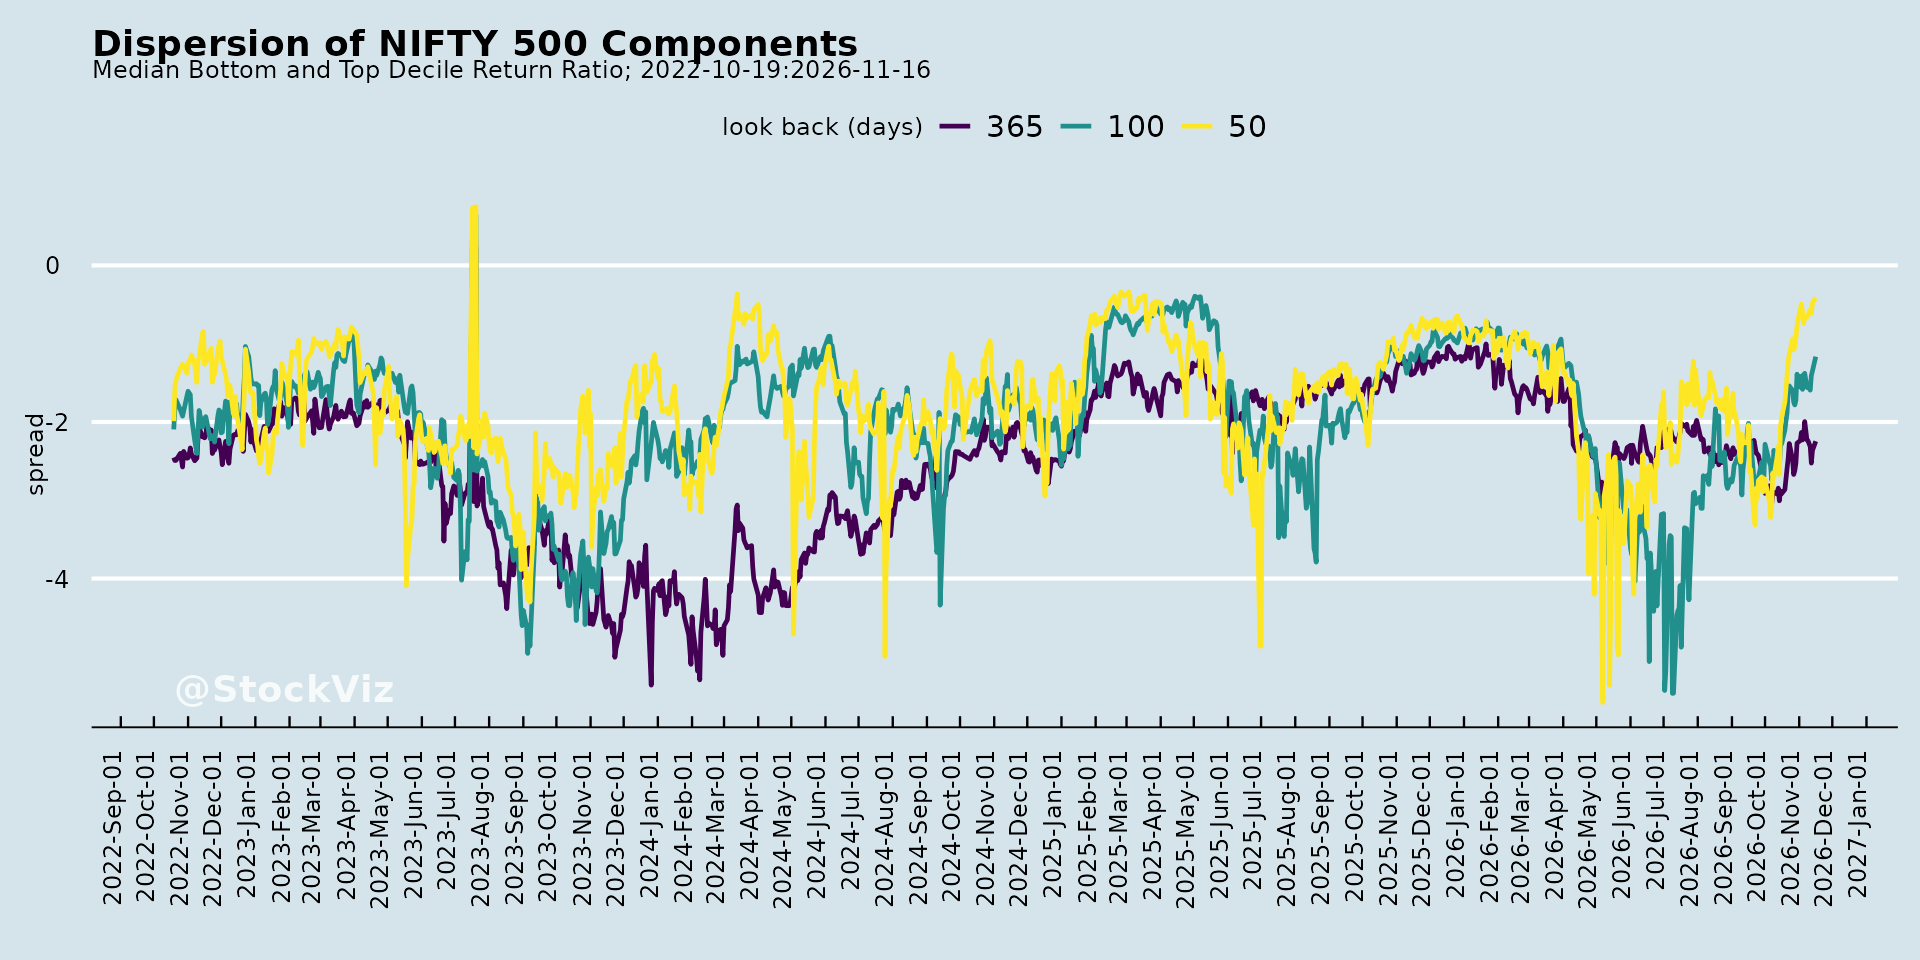 Dispersion of NIFTY 500 Components
Median Bottom and Top Decile Return Ratio; 2022-10-19:2026-11-16
look back (days) 365 100 50
spread
0
-2
-4
@StockViz
2022-Sep-01
2022-Oct-01
2022-Nov-01
2022-Dec-01
2023-Jan-01
2023-Feb-01
2023-Mar-01
2023-Apr-01
2023-May-01
2023-Jun-01
2023-Jul-01
2023-Aug-01
2023-Sep-01
2023-Oct-01
2023-Nov-01
2023-Dec-01
2024-Jan-01
2024-Feb-01
2024-Mar-01
2024-Apr-01
2024-May-01
2024-Jun-01
2024-Jul-01
2024-Aug-01
2024-Sep-01
2024-Oct-01
2024-Nov-01
2024-Dec-01
2025-Jan-01
2025-Feb-01
2025-Mar-01
2025-Apr-01
2025-May-01
2025-Jun-01
2025-Jul-01
2025-Aug-01
2025-Sep-01
2025-Oct-01
2025-Nov-01
2025-Dec-01
2026-Jan-01
2026-Feb-01
2026-Mar-01
2026-Apr-01
2026-May-01
2026-Jun-01
2026-Jul-01
2026-Aug-01
2026-Sep-01
2026-Oct-01
2026-Nov-01
2026-Dec-01
2027-Jan-01